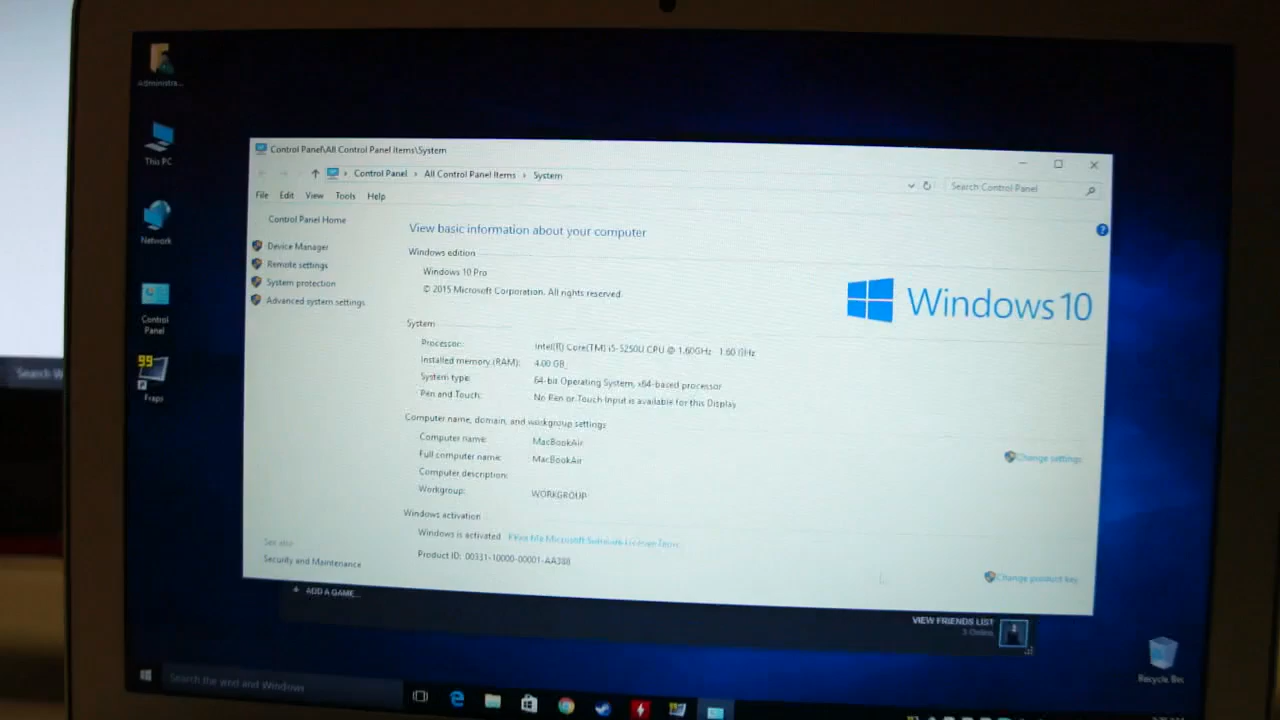 Administra...
This PC
Network
Control
Panel
99
Fraps
Search W
Control Panel\All Control Panel Items\System
Control Panel › All Control Panel Items › System
Search Control Panel
File Edit View Tools Help
Control Panel Home
Device Manager
Remote settings
System protection
Advanced system settings
See also
Security and Maintenance
View basic information about your computer
Windows edition
Windows 10 Pro
© 2015 Microsoft Corporation. All rights reserved.
Windows 10
System
Processor: Intel(R) Core(TM) i5-5250U CPU @ 1.60GHz 1.60 GHz
Installed memory (RAM): 4.00 GB
System type: 64-bit Operating System, x64-based processor
Pen and Touch: No Pen or Touch Input is available for this Display
Computer name, domain, and workgroup settings
Computer name: MacBookAir
Full computer name: MacBookAir
Computer description:
Workgroup: WORKGROUP
Change settings
Windows activation
Windows is activated Read the Microsoft Software License Terms
Product ID: 00331-10000-00001-AA388
Change product key
+ ADD A GAME...
VIEW FRIENDS LIST
3 Online
Recycle Bin
Search the web and Windows